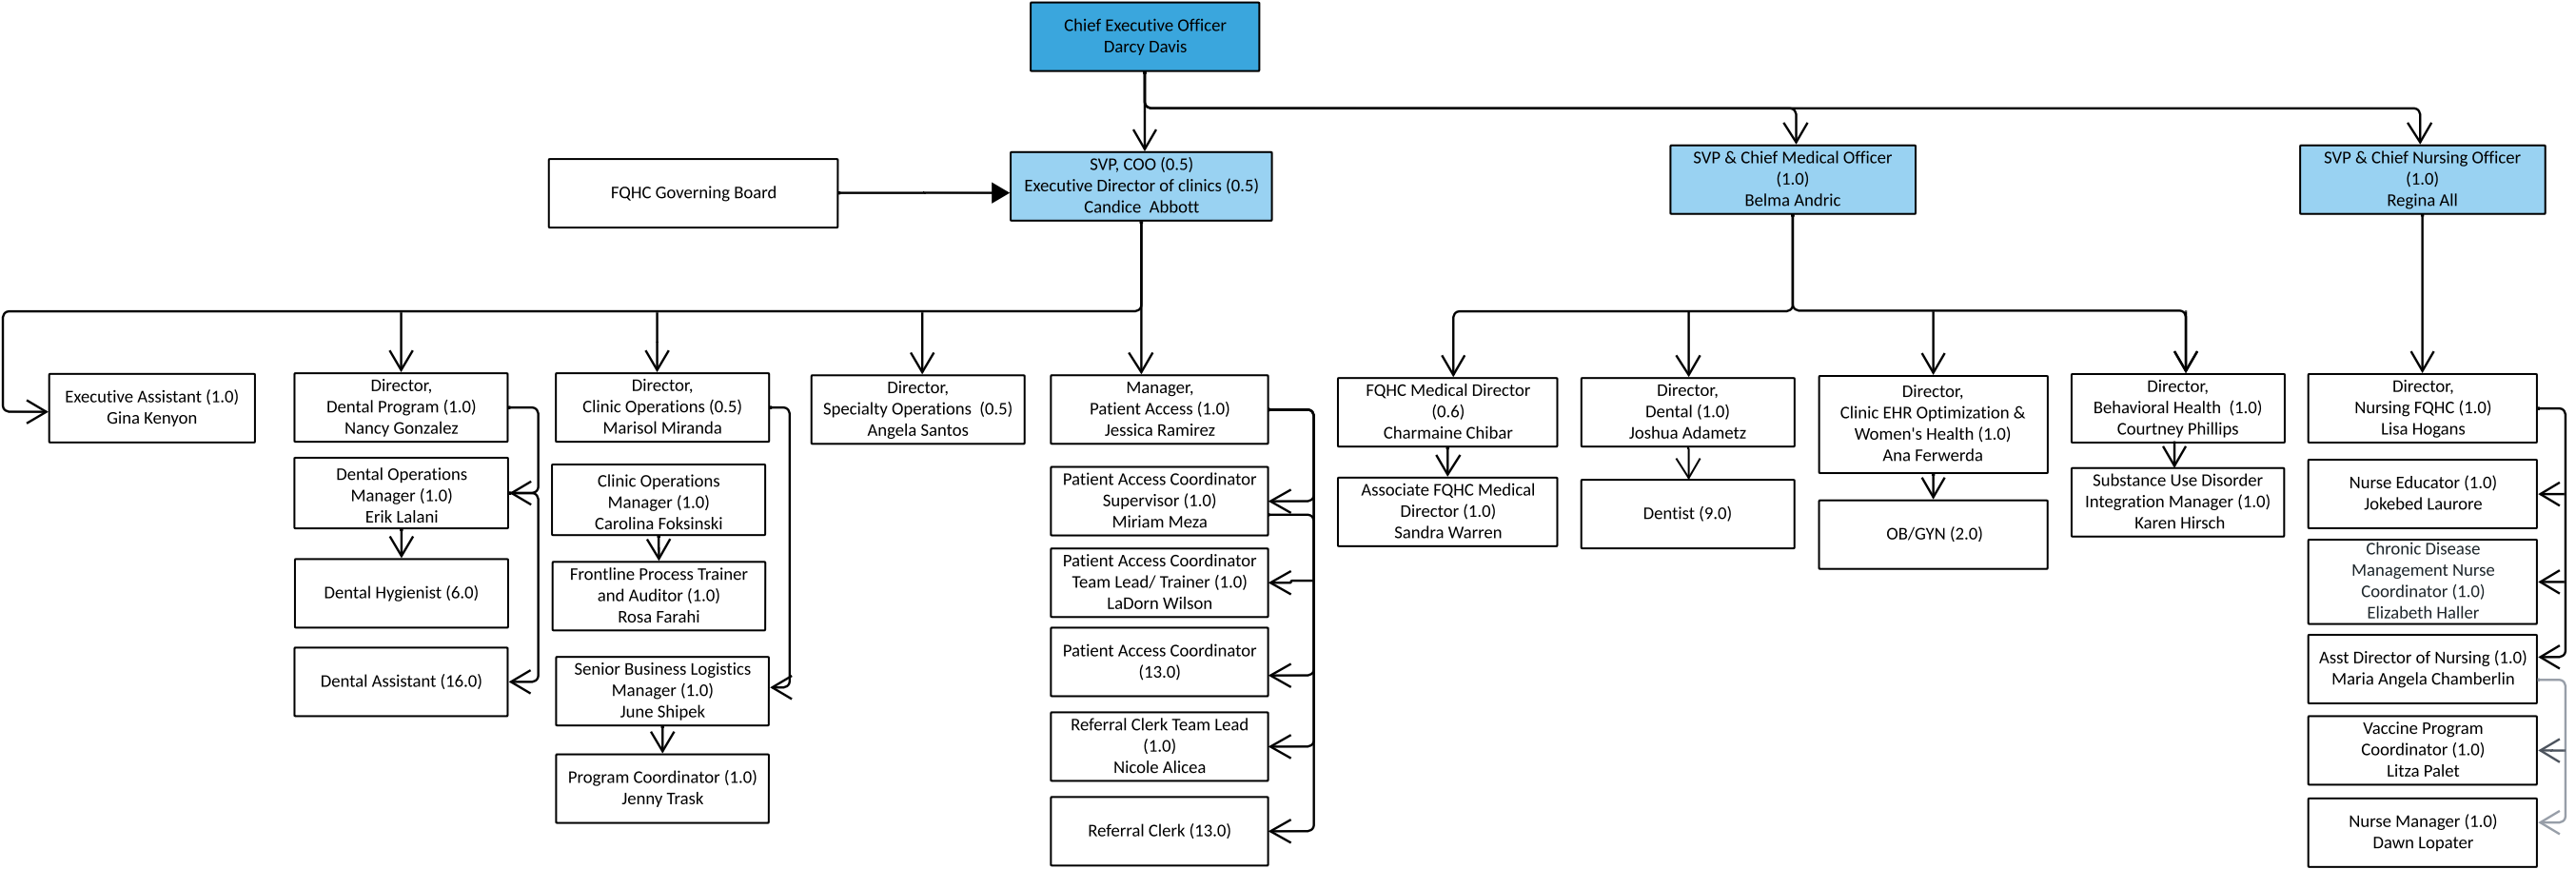 Chief Executive Officer
Darcy Davis
FQHC Governing Board
SVP, COO (0.5)
Executive Director of clinics (0.5)
Candice Abbott
SVP & Chief Medical Officer
(1.0)
Belma Andric
SVP & Chief Nursing Officer
(1.0)
Regina All
Executive Assistant (1.0)
Gina Kenyon
Director,
Dental Program (1.0)
Nancy Gonzalez
Dental Operations
Manager (1.0)
Erik Lalani
Dental Hygienist (6.0)
Dental Assistant (16.0)
Director,
Clinic Operations (0.5)
Marisol Miranda
Clinic Operations
Manager (1.0)
Carolina Foksinski
Frontline Process Trainer
and Auditor (1.0)
Rosa Farahi
Senior Business Logistics
Manager (1.0)
June Shipek
Program Coordinator (1.0)
Jenny Trask
Director,
Specialty Operations (0.5)
Angela Santos
Manager,
Patient Access (1.0)
Jessica Ramirez
Patient Access Coordinator
Supervisor (1.0)
Miriam Meza
Patient Access Coordinator
Team Lead/ Trainer (1.0)
LaDorn Wilson
Patient Access Coordinator
(13.0)
Referral Clerk Team Lead
(1.0)
Nicole Alicea
Referral Clerk (13.0)
FQHC Medical Director
(0.6)
Charmaine Chibar
Associate FQHC Medical
Director (1.0)
Sandra Warren
Director,
Dental (1.0)
Joshua Adametz
Dentist (9.0)
Director,
Clinic EHR Optimization &
Women's Health (1.0)
Ana Ferwerda
OB/GYN (2.0)
Director,
Behavioral Health (1.0)
Courtney Phillips
Substance Use Disorder
Integration Manager (1.0)
Karen Hirsch
Director,
Nursing FQHC (1.0)
Lisa Hogans
Nurse Educator (1.0)
Jokebed Laurore
Chronic Disease
Management Nurse
Coordinator (1.0)
Elizabeth Haller
Asst Director of Nursing (1.0)
Maria Angela Chamberlin
Vaccine Program
Coordinator (1.0)
Litza Palet
Nurse Manager (1.0)
Dawn Lopater